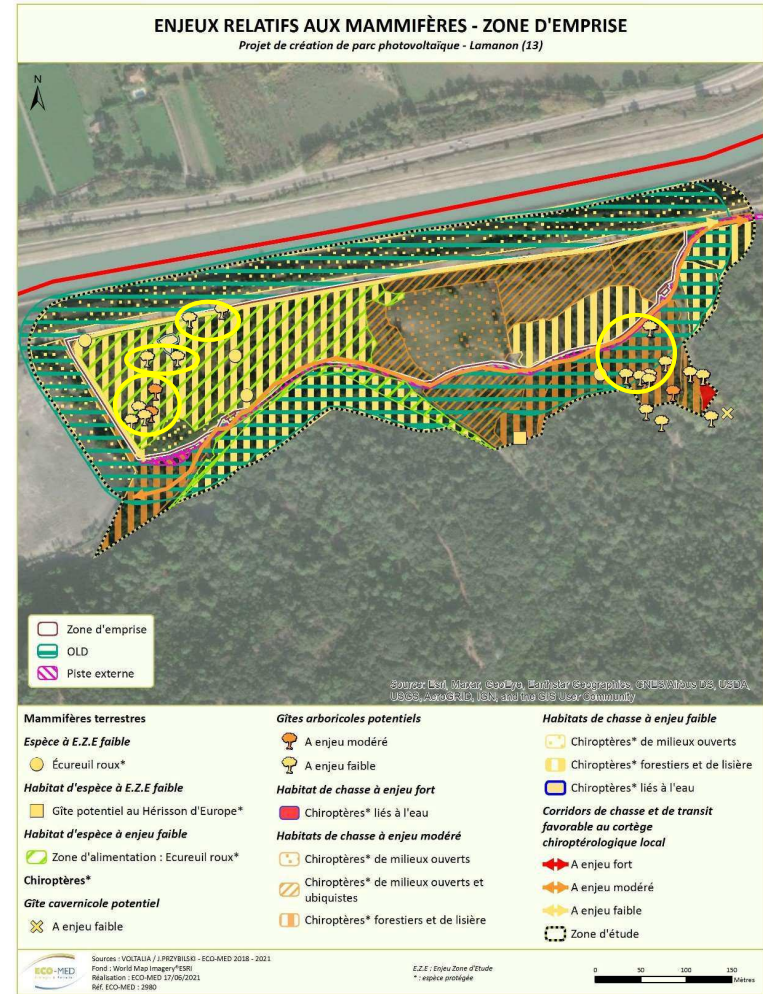 ENJEUX RELATIFS AUX MAMMIFÈRES - ZONE D'EMPRISE
Projet de création de parc photovoltaïque - Lamanon (13)
N
Zone d'emprise
OLD
Piste externe
Source: Esri, Maxar, GeoEye, Earthstar Geographics, CNES/Airbus DS, USDA,
USGS, AeroGRID, IGN, and the GIS User Community
Mammifères terrestres
Espèce à E.Z.E faible
Écureuil roux*
Habitat d'espèce à E.Z.E faible
Gîte potentiel au Hérisson d'Europe*
Habitat d'espèce à enjeu faible
Zone d'alimentation : Ecureuil roux*
Chiroptères*
Gîte cavernicole potentiel
A enjeu faible
Gîtes arboricoles potentiels
A enjeu modéré
A enjeu faible
Habitat de chasse à enjeu fort
Chiroptères* liés à l'eau
Habitats de chasse à enjeu modéré
Chiroptères* de milieux ouverts
Chiroptères* de milieux ouverts et
ubiquistes
Chiroptères* forestiers et de lisière
Habitats de chasse à enjeu faible
Chiroptères* de milieux ouverts
Chiroptères* forestiers et de lisière
Chiroptères* liés à l'eau
Corridors de chasse et de transit
favorable au cortège
chiroptérologique local
A enjeu fort
A enjeu modéré
A enjeu faible
Zone d'étude
ECO-MED
Sources : VOLTALIA / J.PRZYBILSKI - ECO-MED 2018 - 2021
Fond : World Map Imagery®ESRI
Réalisation : ECO-MED 17/06/2021
Réf. ECO-MED : 2980
E.Z.E : Enjeu Zone d'Etude
* : espèce protégée
0 50 100 150
Mètres